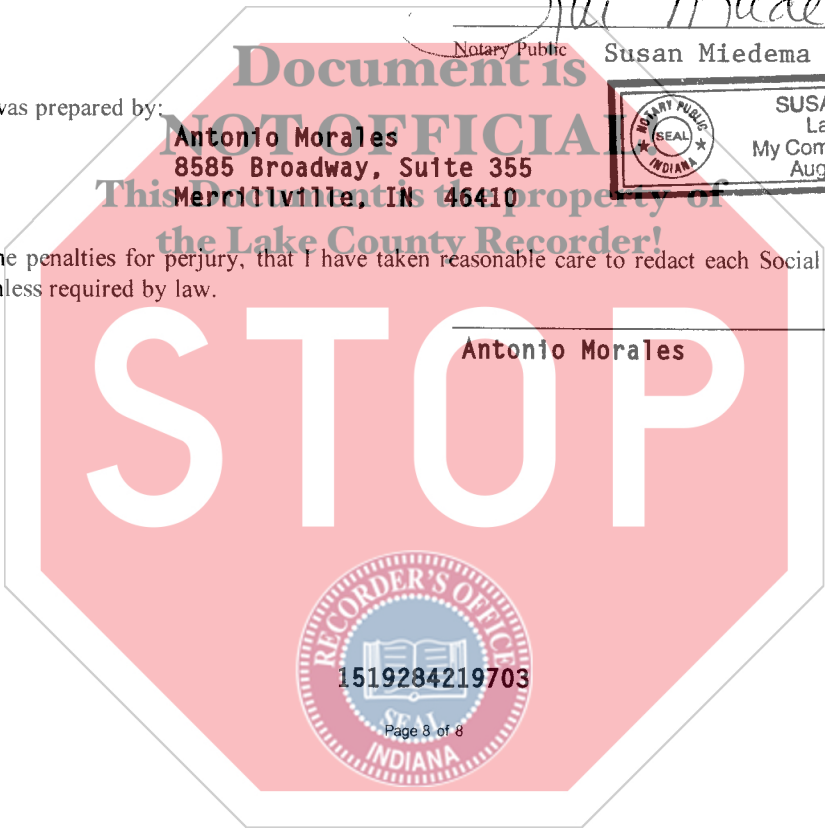 Notary Public Susan Miedema
Document is
was prepared by:
NOT OFFICIAL
Antonio Morales
8585 Broadway, Suite 355
Merrillville, IN 46410
This Document is the property of
the Lake County Recorder!
NOTARY PUBLIC
SEAL
INDIANA
SUSA
La
My Com
Aug
he penalties for perjury, that I have taken reasonable care to redact each Social
nless required by law.
Antonio Morales
STOP
RECORDER'S OFFICE
1519284219703
SEAL
Page 8 of 8
INDIANA